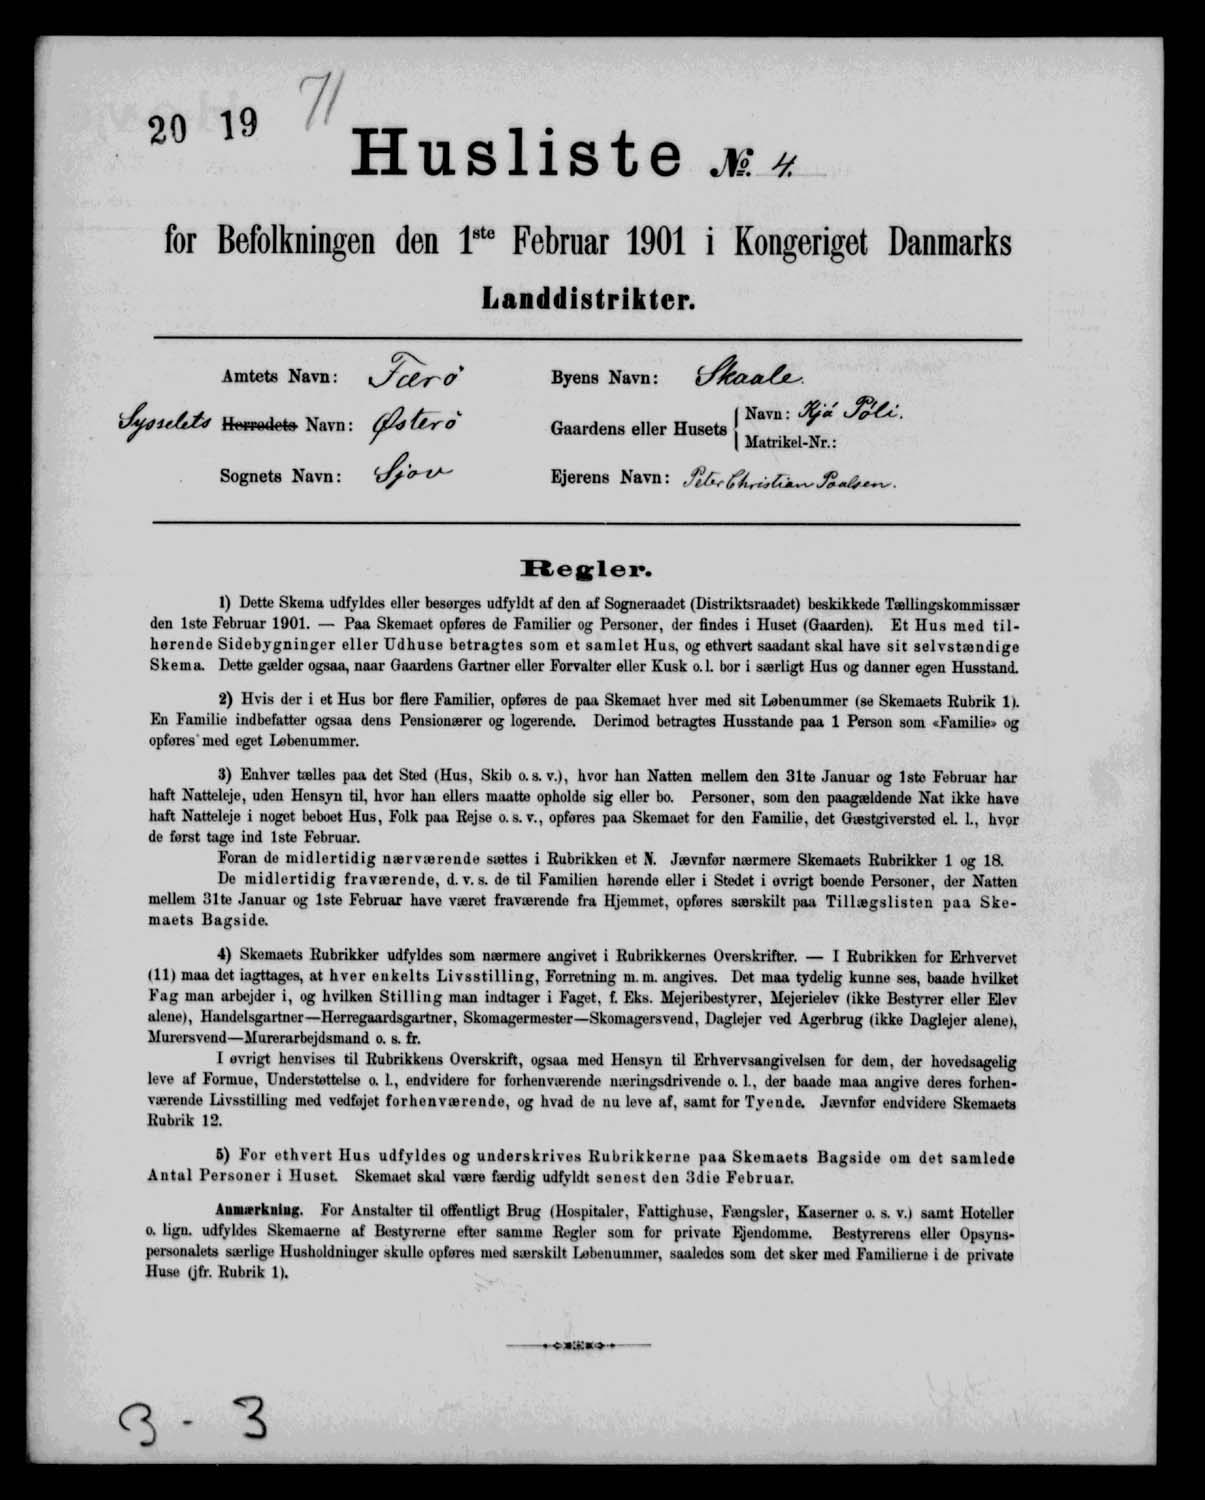 71
20 19
Husliste № 4.
for Befolkningen den 1ste Februar 1901 i Kongeriget Danmarks
Landdistrikter.
Amtets Navn: Færø
Byens Navn: Skaale.
Sysselets Herredets Navn: Østerø
Gaardens eller Husets
Navn: Kjá Póli.
Matrikel-Nr.:
Sognets Navn: Sjov
Ejerens Navn: Peter Christian Poulsen.
Regler.
1) Dette Skema udfyldes eller besørges udfyldt af den af Sogneraadet (Distriktsraadet) beskikkede Tællingskommissær
den 1ste Februar 1901. — Paa Skemaet opføres de Familier og Personer, der findes i Huset (Gaarden). Et Hus med til-
hørende Sidebygninger eller Udhuse betragtes som et samlet Hus, og ethvert saadant skal have sit selvstændige
Skema. Dette gælder ogsaa, naar Gaardens Gartner eller Forvalter eller Kusk o. l. bor i særligt Hus og danner egen Husstand.
2) Hvis der i et Hus bor flere Familier, opføres de paa Skemaet hver med sit Løbenummer (se Skemaets Rubrik 1).
En Familie indbefatter ogsaa dens Pensionærer og logerende. Derimod betragtes Husstande paa 1 Person som «Familie» og
opføres med eget Løbenummer.
3) Enhver tælles paa det Sted (Hus, Skib o. s. v.), hvor han Natten mellem den 31te Januar og 1ste Februar har
haft Natteleje, uden Hensyn til, hvor han ellers maatte opholde sig eller bo. Personer, som den paagældende Nat ikke have
haft Natteleje i noget beboet Hus, Folk paa Rejse o. s. v., opføres paa Skemaet for den Familie, det Gæstgiversted el. l., hvor
de først tage ind 1ste Februar.
Foran de midlertidig nærværende sættes i Rubrikken et N. Jævnfør nærmere Skemaets Rubrikker 1 og 18.
De midlertidig fraværende, d. v. s. de til Familien hørende eller i Stedet i øvrigt boende Personer, der Natten
mellem 31te Januar og 1ste Februar have været fraværende fra Hjemmet, opføres særskilt paa Tillægslisten paa Ske-
maets Bagside.
4) Skemaets Rubrikker udfyldes som nærmere angivet i Rubrikkernes Overskrifter. — I Rubrikken for Erhvervet
(11) maa det iagttages, at hver enkelts Livsstilling, Forretning m. m. angives. Det maa tydelig kunne ses, baade hvilket
Fag man arbejder i, og hvilken Stilling man indtager i Faget, f. Eks. Mejeribestyrer, Mejerielev (ikke Bestyrer eller Elev
alene), Handelsgartner—Herregaardsgartner, Skomagermester—Skomagersvend, Daglejer ved Agerbrug (ikke Daglejer alene),
Murersvend—Murerarbejdsmand o. s. fr.
I øvrigt henvises til Rubrikkens Overskrift, ogsaa med Hensyn til Erhvervsangivelsen for dem, der hovedsagelig
leve af Formue, Understøttelse o. l., endvidere for forhenværende næringsdrivende o. l., der baade maa angive deres forhen-
værende Livsstilling med vedføjet forhenværende, og hvad de nu leve af, samt for Tyende. Jævnfør endvidere Skemaets
Rubrik 12.
5) For ethvert Hus udfyldes og underskrives Rubrikkerne paa Skemaets Bagside om det samlede
Antal Personer i Huset. Skemaet skal være færdig udfyldt senest den 3die Februar.
Anmærkning. For Anstalter til offentligt Brug (Hospitaler, Fattighuse, Fængsler, Kaserner o. s. v.) samt Hoteller
o. lign. udfyldes Skemaerne af Bestyrerne efter samme Regler som for private Ejendomme. Bestyrerens eller Opsyns-
personalets særlige Husholdninger skulle opføres med særskilt Løbenummer, saaledes som det sker med Familierne i de private
Huse (jfr. Rubrik 1).
3 - 3